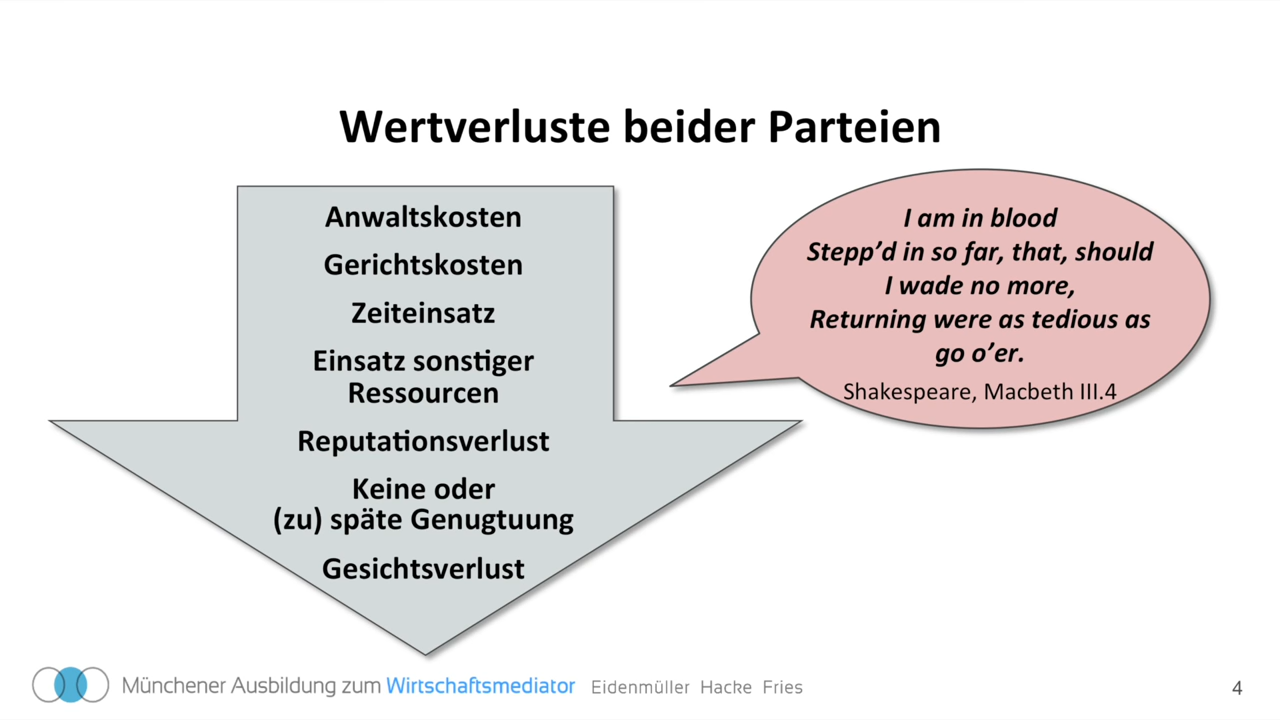 Wertverluste beider Parteien
Anwaltskosten
Gerichtskosten
Zeiteinsatz
Einsatz sonstiger
Ressourcen
Reputationsverlust
Keine oder
(zu) späte Genugtuung
Gesichtsverlust
I am in blood
Stepp’d in so far, that, should
I wade no more,
Returning were as tedious as
go o’er.
Shakespeare, Macbeth III.4
Münchener Ausbildung zum Wirtschaftsmediator Eidenmüller Hacke Fries
4